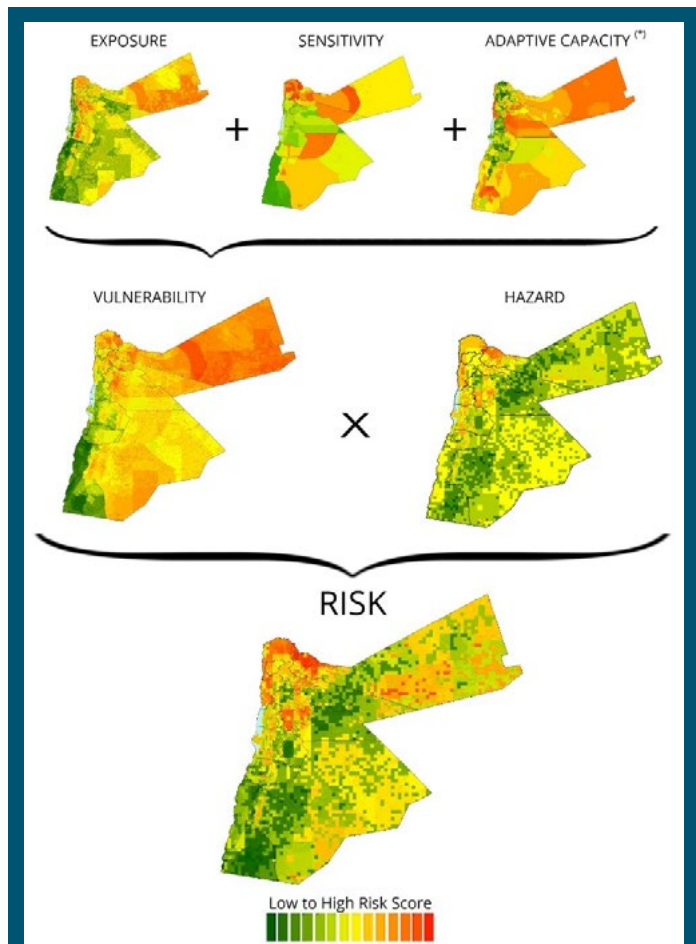 EXPOSURE SENSITIVITY ADAPTIVE CAPACITY (*)
+ +
VULNERABILITY HAZARD
X
RISK
Low to High Risk Score